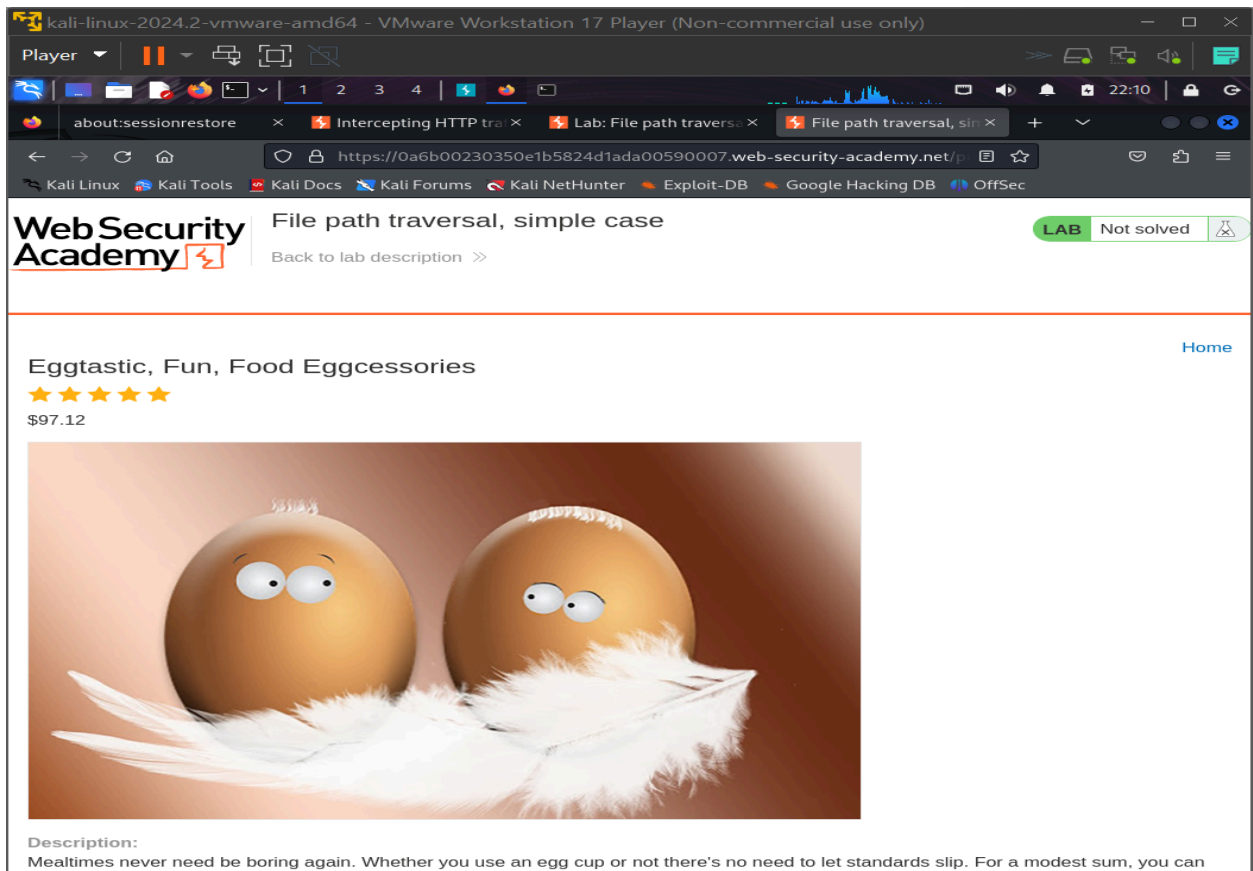 kali-linux-2024.2-vmware-amd64 - VMware Workstation 17 Player (Non-commercial use only)
Player
1 2 3 4 22:10
about:sessionrestore Intercepting HTTP tra Lab: File path traversa File path traversal, sin
https://0a6b00230350e1b5824d1ada00590007.web-security-academy.net/p
Kali Linux Kali Tools Kali Docs Kali Forums Kali NetHunter Exploit-DB Google Hacking DB OffSec
Web Security
Academy
File path traversal, simple case
Back to lab description
LAB Not solved
Home
Eggtastic, Fun, Food Eggcessories
$97.12
Description:
Mealtimes never need be boring again. Whether you use an egg cup or not there's no need to let standards slip. For a modest sum, you can